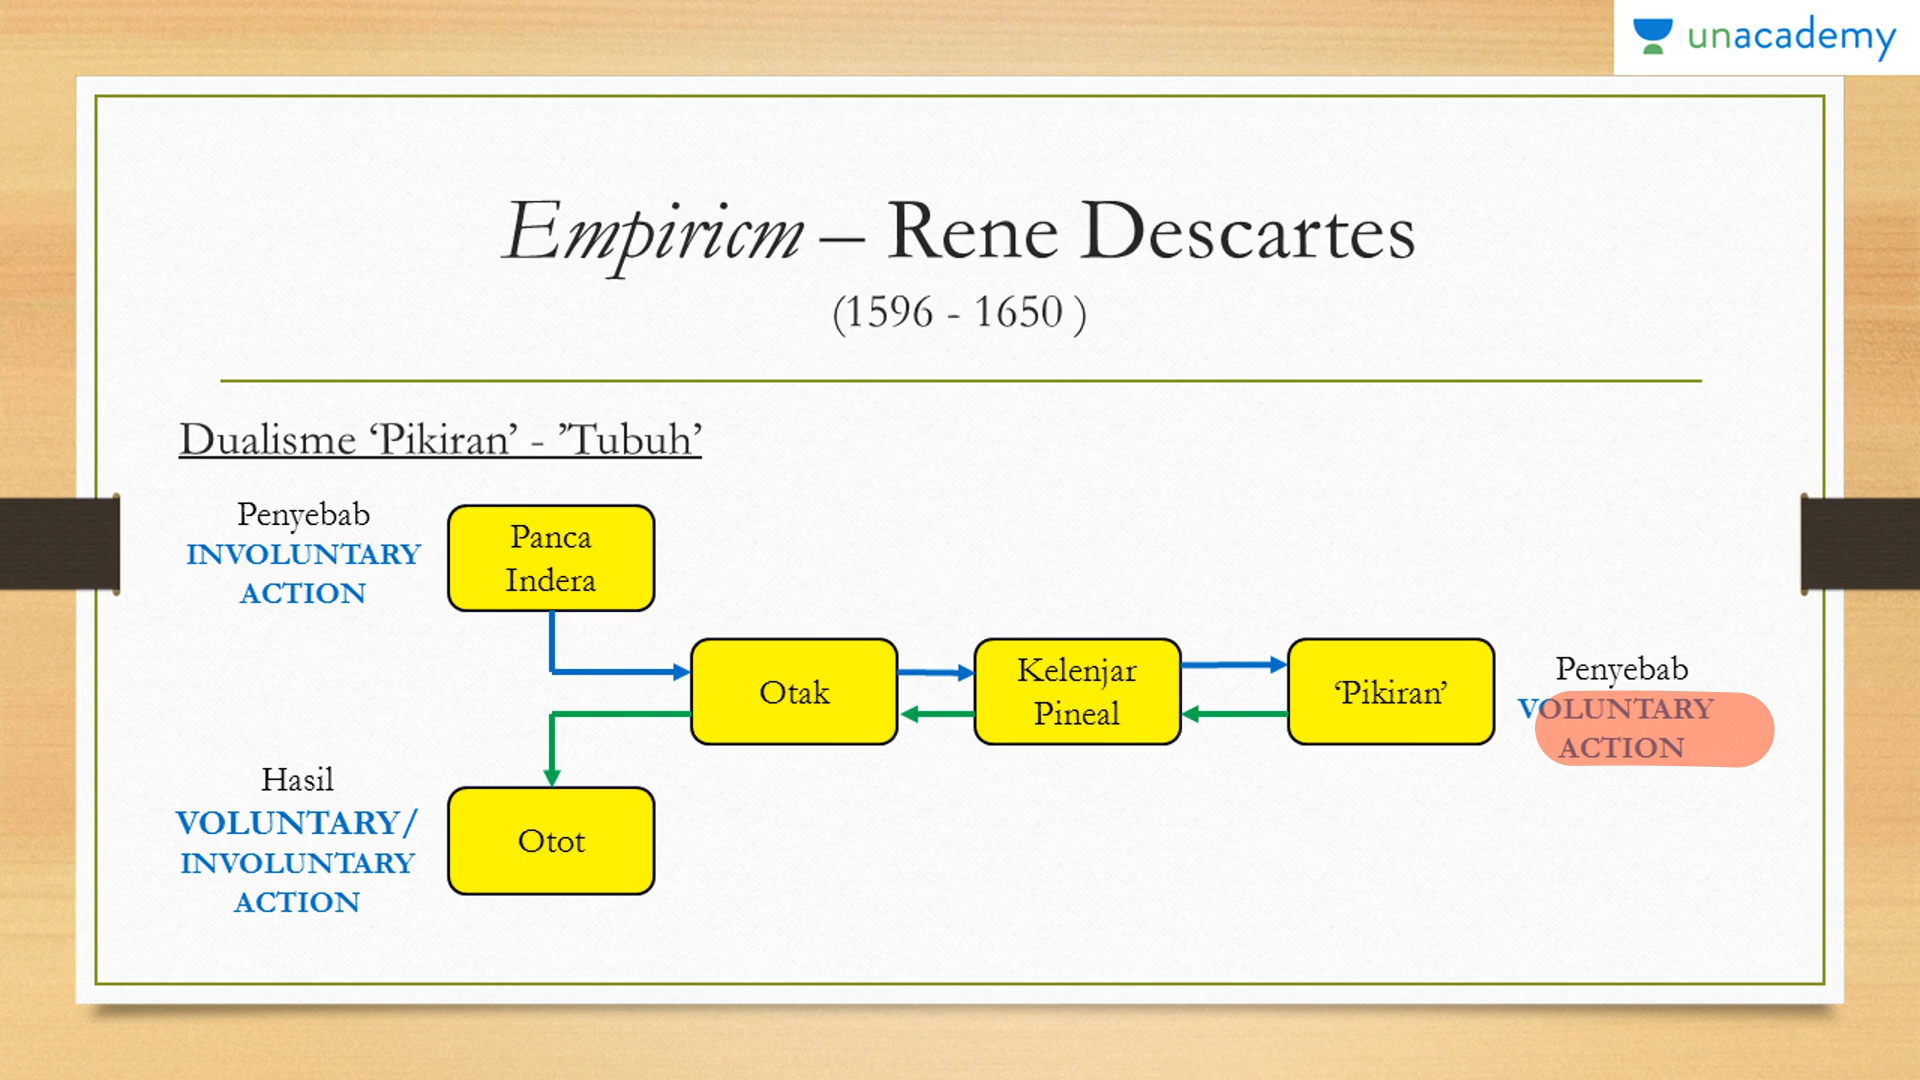 unacademy
Empiricm – Rene Descartes
(1596 - 1650 )
Dualisme ‘Pikiran’ - ’Tubuh’
Penyebab
INVOLUNTARY
ACTION
Panca
Indera
Otak
Kelenjar
Pineal
‘Pikiran’
Penyebab
VOLUNTARY
ACTION
Hasil
VOLUNTARY/
INVOLUNTARY
ACTION
Otot